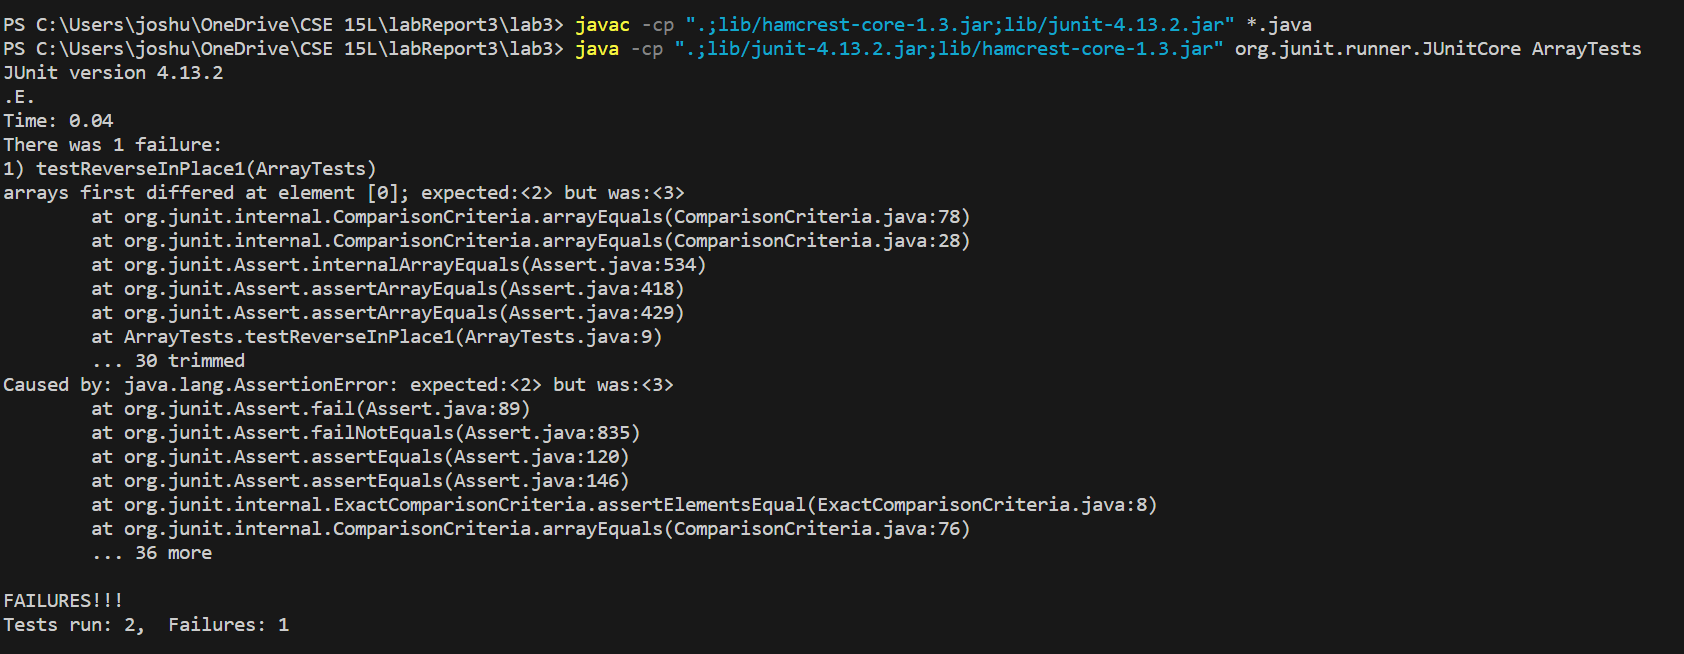 PS C:\Users\joshu\OneDrive\CSE 15L\labReport3\lab3> javac -cp ".;lib/hamcrest-core-1.3.jar;lib/junit-4.13.2.jar" *.java
PS C:\Users\joshu\OneDrive\CSE 15L\labReport3\lab3> java -cp ".;lib/junit-4.13.2.jar;lib/hamcrest-core-1.3.jar" org.junit.runner.JUnitCore ArrayTests
JUnit version 4.13.2
.E.
Time: 0.04
There was 1 failure:
1) testReverseInPlace1(ArrayTests)
arrays first differed at element [0]; expected:<2> but was:<3>
        at org.junit.internal.ComparisonCriteria.arrayEquals(ComparisonCriteria.java:78)
        at org.junit.internal.ComparisonCriteria.arrayEquals(ComparisonCriteria.java:28)
        at org.junit.Assert.internalArrayEquals(Assert.java:534)
        at org.junit.Assert.assertArrayEquals(Assert.java:418)
        at org.junit.Assert.assertArrayEquals(Assert.java:429)
        at ArrayTests.testReverseInPlace1(ArrayTests.java:9)
        ... 30 trimmed
Caused by: java.lang.AssertionError: expected:<2> but was:<3>
        at org.junit.Assert.fail(Assert.java:89)
        at org.junit.Assert.failNotEquals(Assert.java:835)
        at org.junit.Assert.assertEquals(Assert.java:120)
        at org.junit.Assert.assertEquals(Assert.java:146)
        at org.junit.internal.ExactComparisonCriteria.assertElementsEqual(ExactComparisonCriteria.java:8)
        at org.junit.internal.ComparisonCriteria.arrayEquals(ComparisonCriteria.java:76)
        ... 36 more

FAILURES!!!
Tests run: 2,  Failures: 1